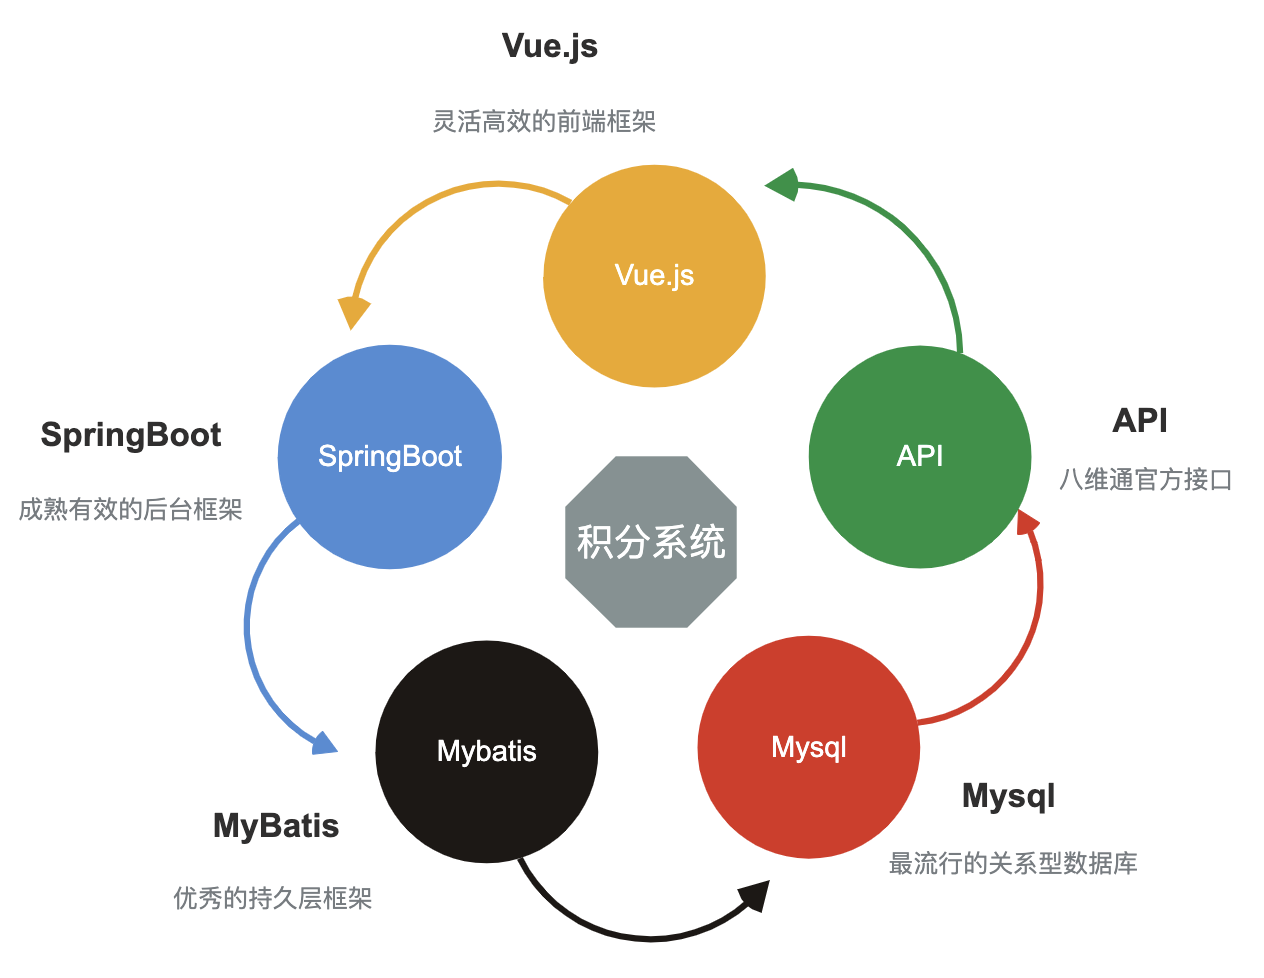 Vue.js
灵活高效的前端框架
Vue.js
SpringBoot
成熟有效的后台框架
SpringBoot
API
API
八维通官方接口
积分系统
Mybatis
MyBatis
优秀的持久层框架
Mysql
Mysql
最流行的关系型数据库